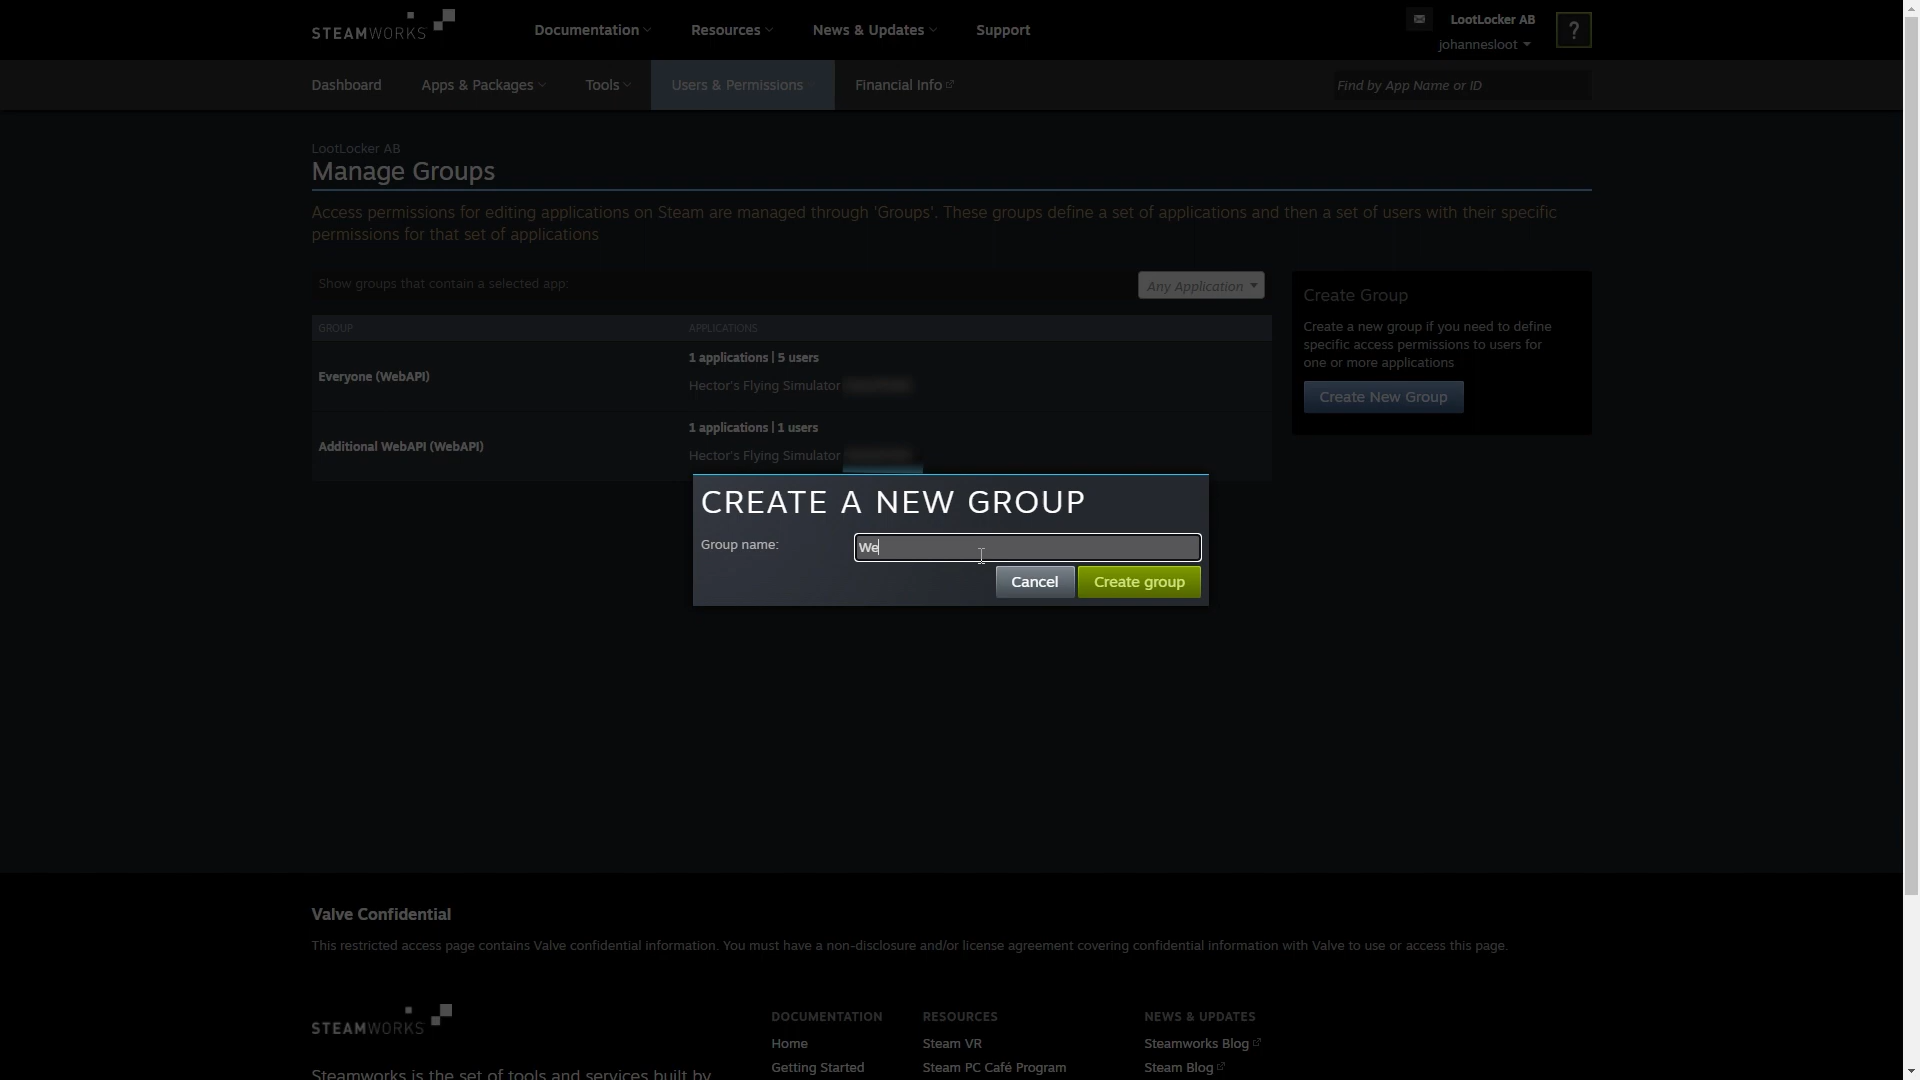 STEAMWORKS
Documentation
Resources
News & Updates
Support
LootLocker AB
johannesloot
?
Dashboard
Apps & Packages
Tools
Users & Permissions
Financial Info
Find by App Name or ID
LootLocker AB
Manage Groups
Access permissions for editing applications on Steam are managed through 'Groups'. These groups define a set of applications and then a set of users with their specific
permissions for that set of applications
Show groups that contain a selected app:
Any Application
GROUP
APPLICATIONS
Everyone (WebAPI)
1 applications | 5 users
Hector's Flying Simulator
Additional WebAPI (WebAPI)
1 applications | 1 users
Hector's Flying Simulator
Create Group
Create a new group if you need to define
specific access permissions to users for
one or more applications
Create New Group
CREATE A NEW GROUP
Group name:
We
Cancel
Create group
Valve Confidential
This restricted access page contains Valve confidential information. You must have a non-disclosure and/or license agreement covering confidential information with Valve to use or access this page.
STEAMWORKS
Steamworks is the set of tools and services built by
DOCUMENTATION
Home
Getting Started
RESOURCES
Steam VR
Steam PC Café Program
NEWS & UPDATES
Steamworks Blog
Steam Blog